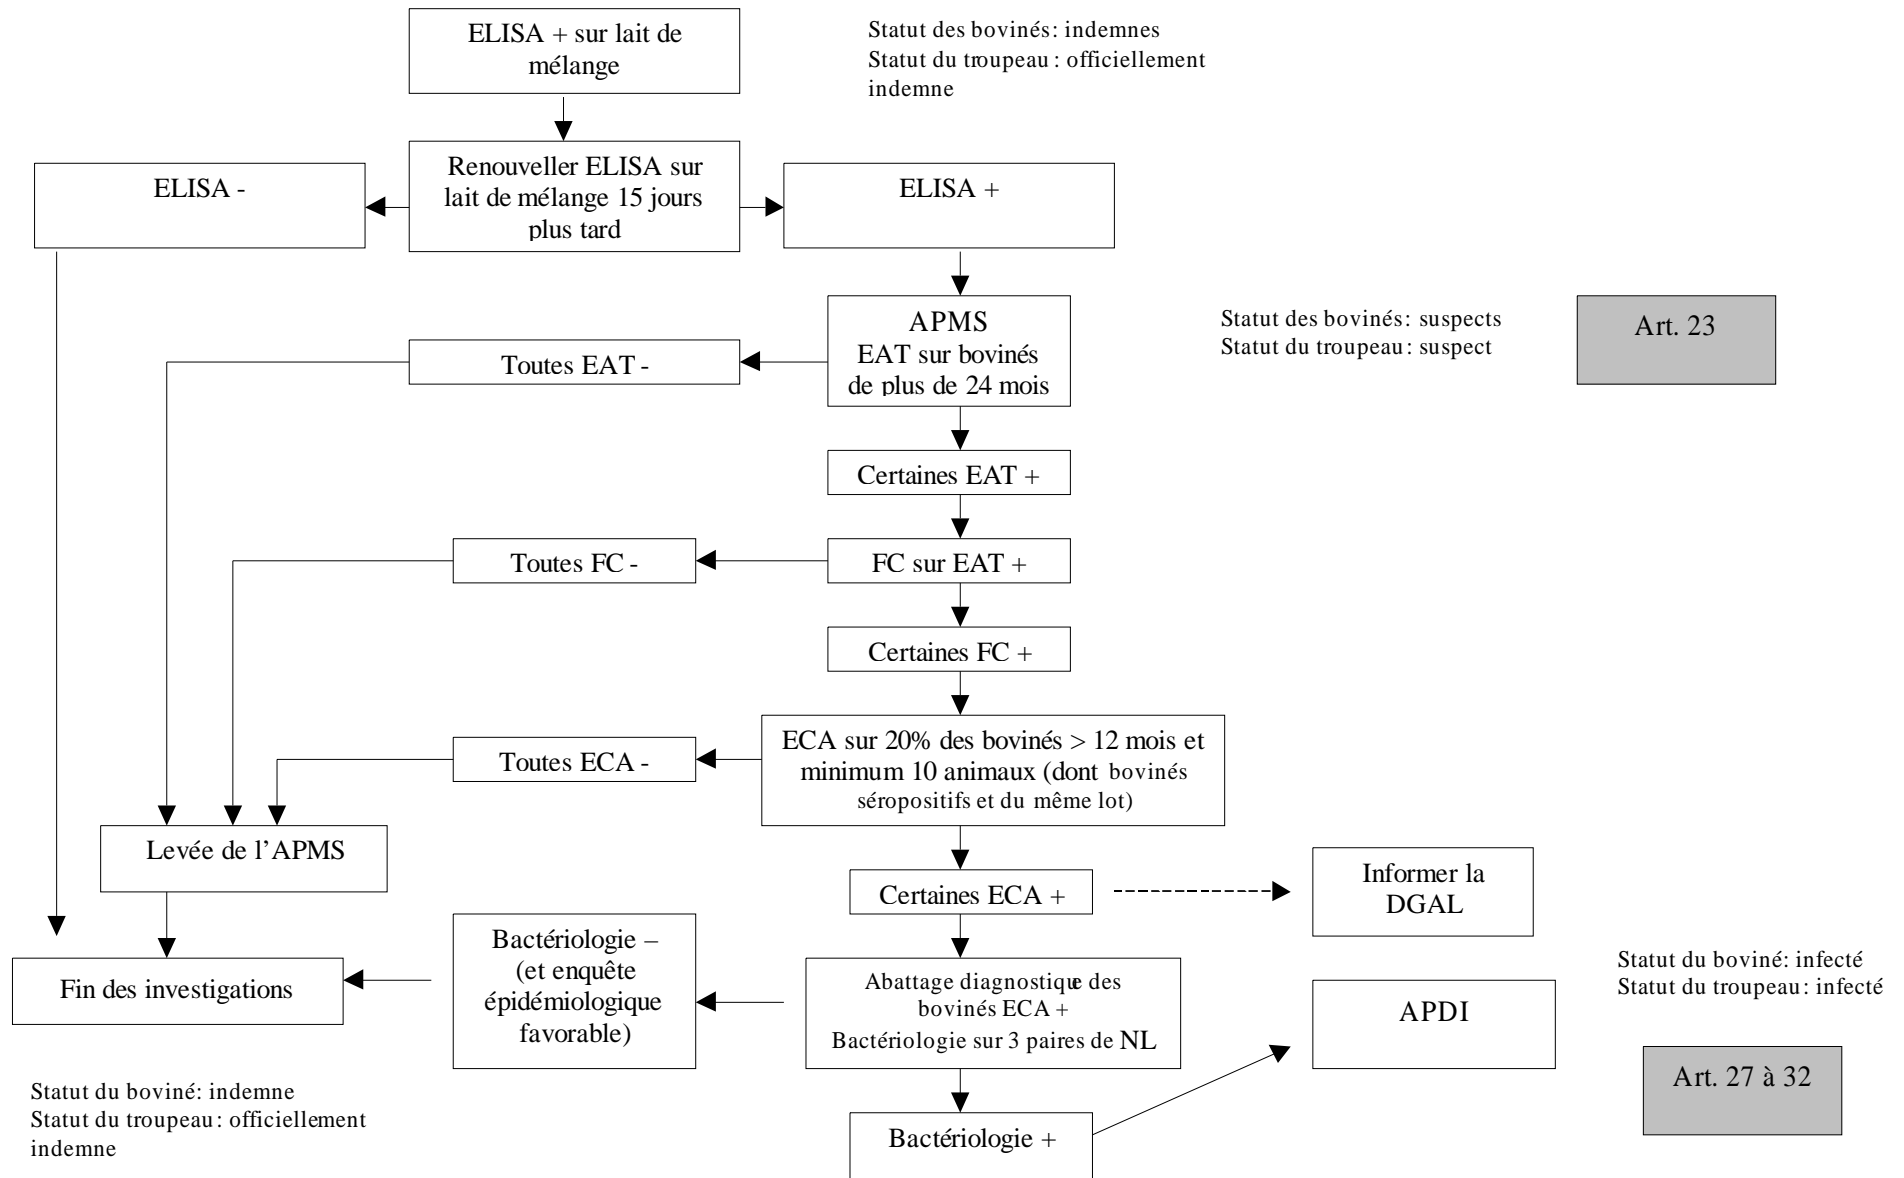 ELISA + sur lait de
mélange
Statut des bovinés: indemnes
Statut du troupeau : officiellement
indemne
ELISA -
Renouveller ELISA sur
lait de mélange 15 jours
plus tard
ELISA +
APMS
EAT sur bovinés
de plus de 24 mois
Statut des bovinés: suspects
Statut du troupeau: suspect
Art. 23
Toutes EAT -
Certaines EAT +
Toutes FC -
FC sur EAT +
Certaines FC +
Toutes ECA -
ECA sur 20% des bovinés > 12 mois et
minimum 10 animaux (dont bovinés
séropositifs et du même lot)
Levée de l'APMS
Certaines ECA +
Informer la
DGAL
Fin des investigations
Bactériologie –
(et enquête
épidémiologique
favorable)
Abattage diagnostique des
bovinés ECA +
Bactériologie sur 3 paires de NL
APDI
Statut du boviné: infecté
Statut du troupeau: infecté
Art. 27 à 32
Statut du boviné: indemne
Statut du troupeau: officiellement
indemne
Bactériologie +